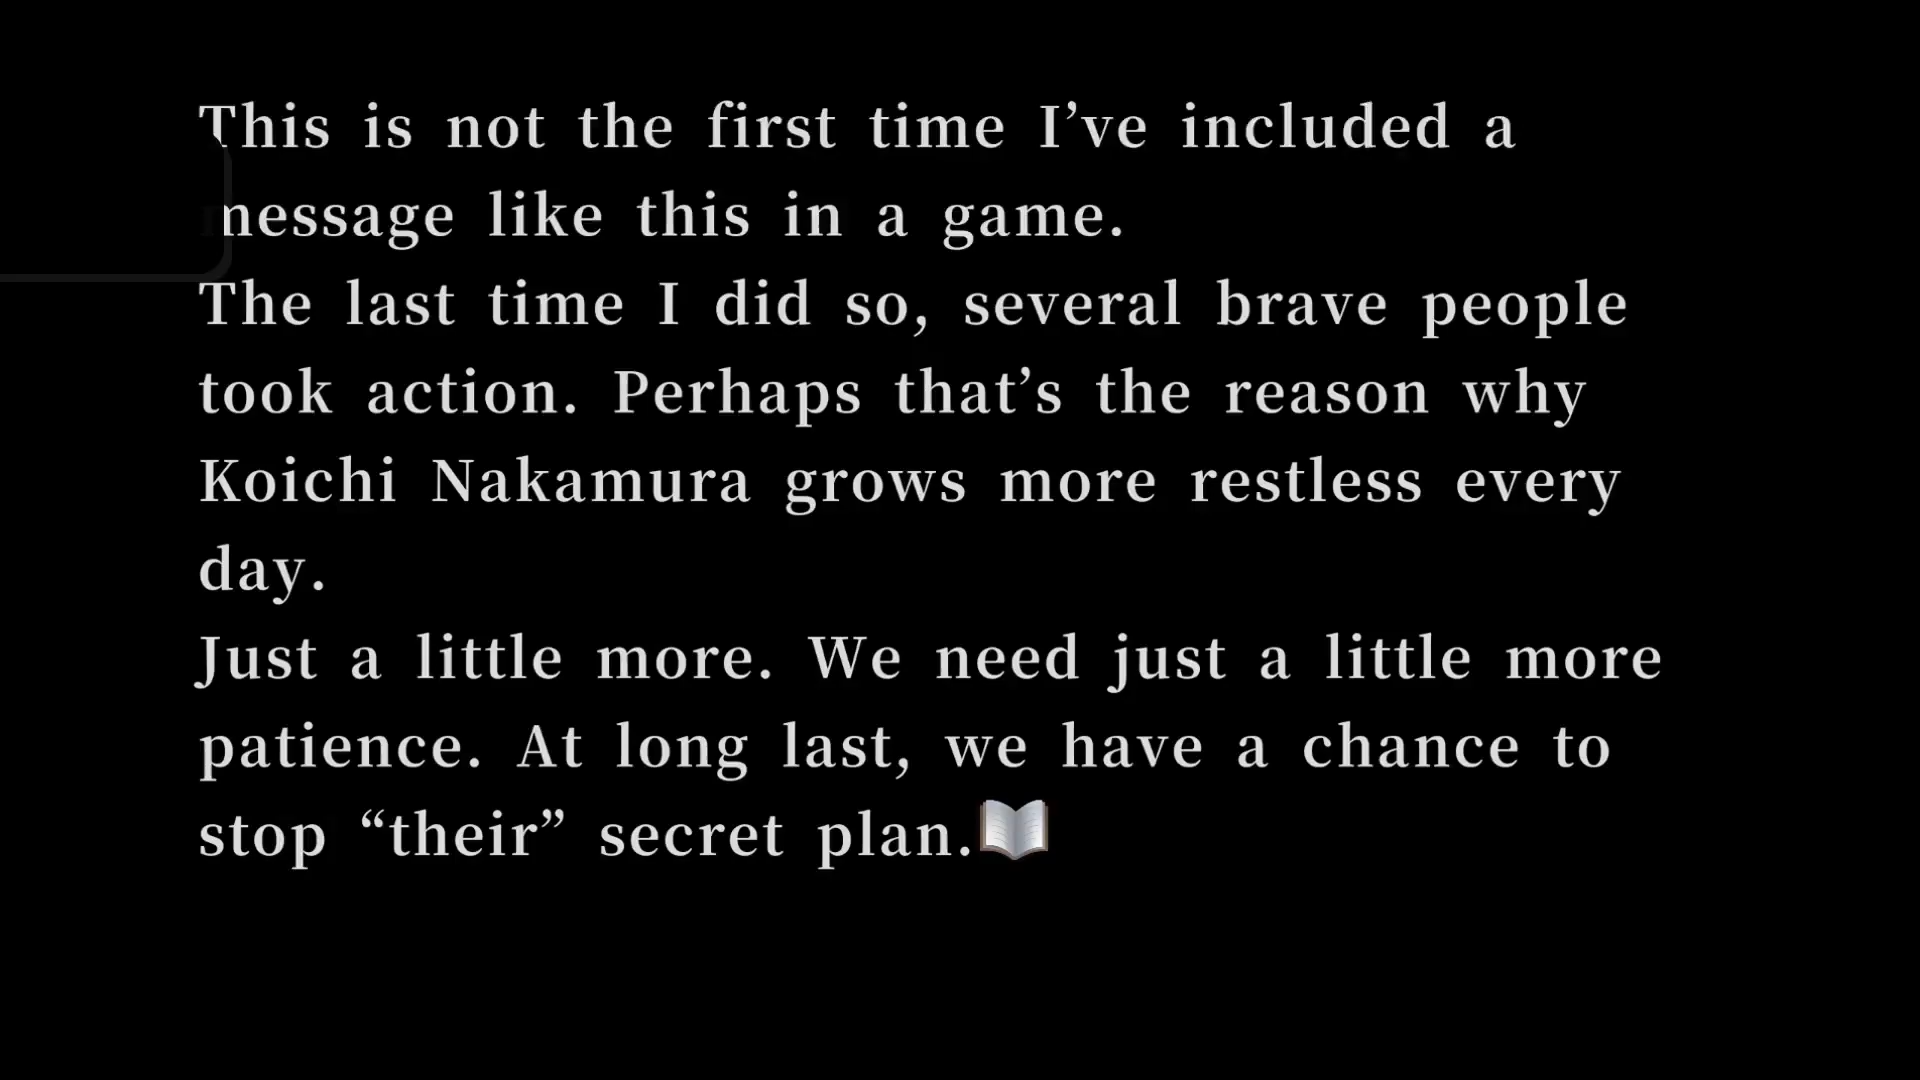 This is not the first time I’ve included a
message like this in a game.
The last time I did so, several brave people
took action. Perhaps that’s the reason why
Koichi Nakamura grows more restless every
day.
Just a little more. We need just a little more
patience. At long last, we have a chance to
stop “their” secret plan.